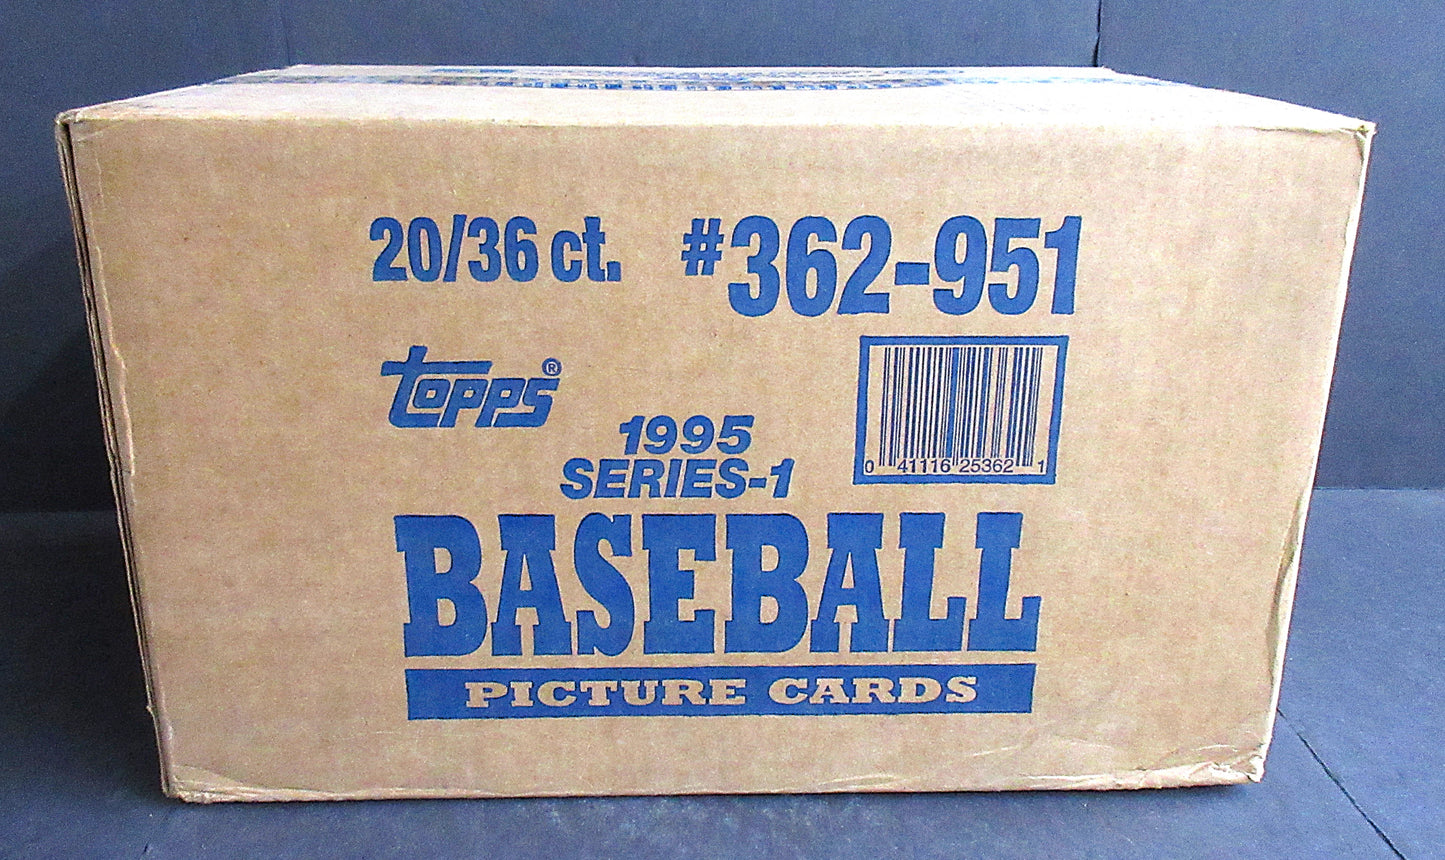 20/36 ct. #362-951
topps®
0 41116 25362 1
1995
SERIES-1
BASEBALL
PICTURE CARDS